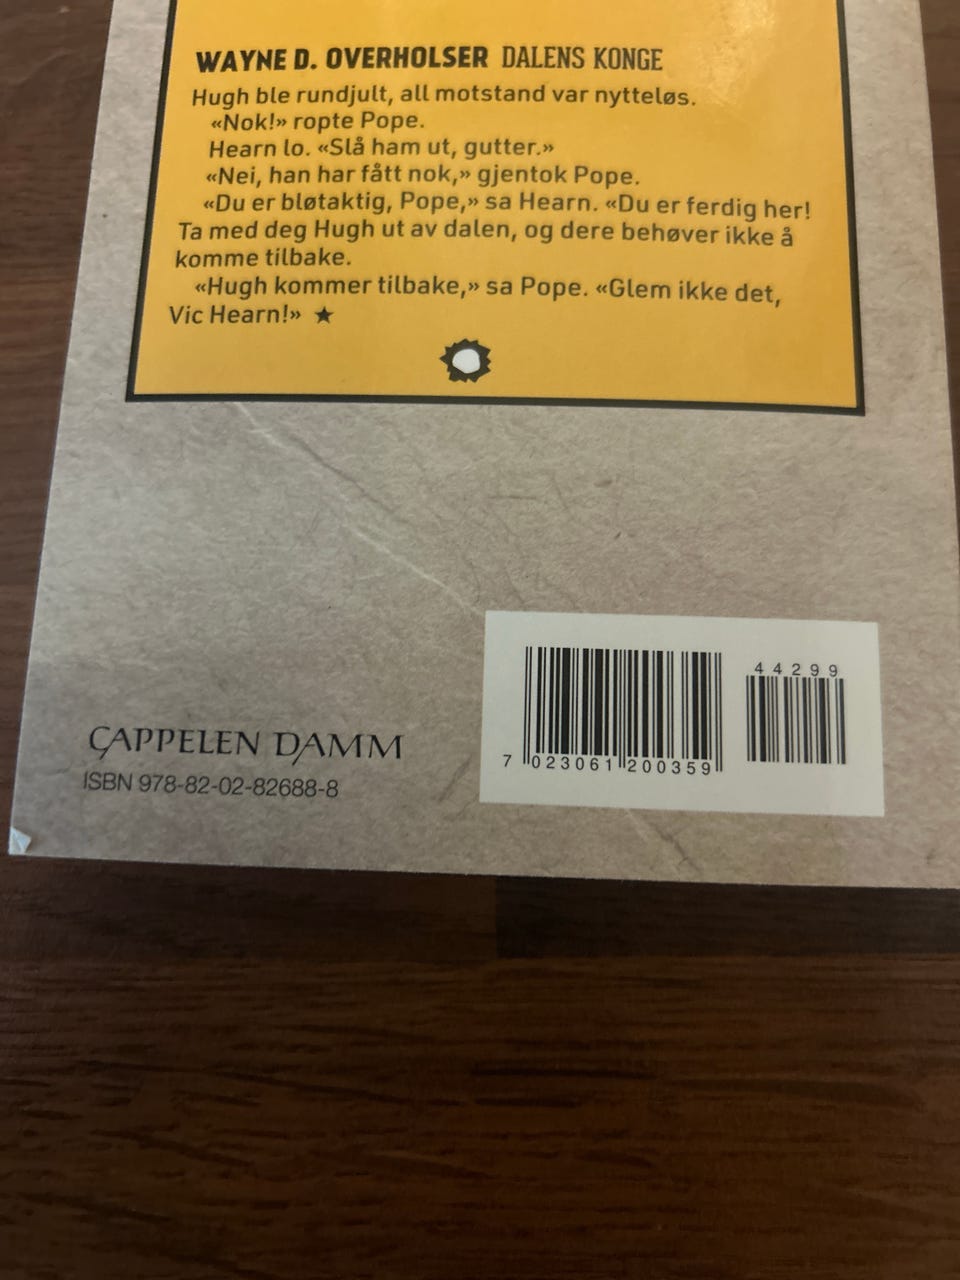 WAYNE D. OVERHOLSER DALENS KONGE
Hugh ble rundjult, all motstand var nytteløs.
«Nok!» ropte Pope.
Hearn lo. «Slå ham ut, gutter.»
«Nei, han har fått nok,» gjentok Pope.
«Du er bløtaktig, Pope,» sa Hearn. «Du er ferdig her!
Ta med deg Hugh ut av dalen, og dere behøver ikke å
komme tilbake.
«Hugh kommer tilbake,» sa Pope. «Glem ikke det,
Vic Hearn!» ★
CAPPELEN DAMM
ISBN 978-82-02-82688-8
44299
7 023061 200359